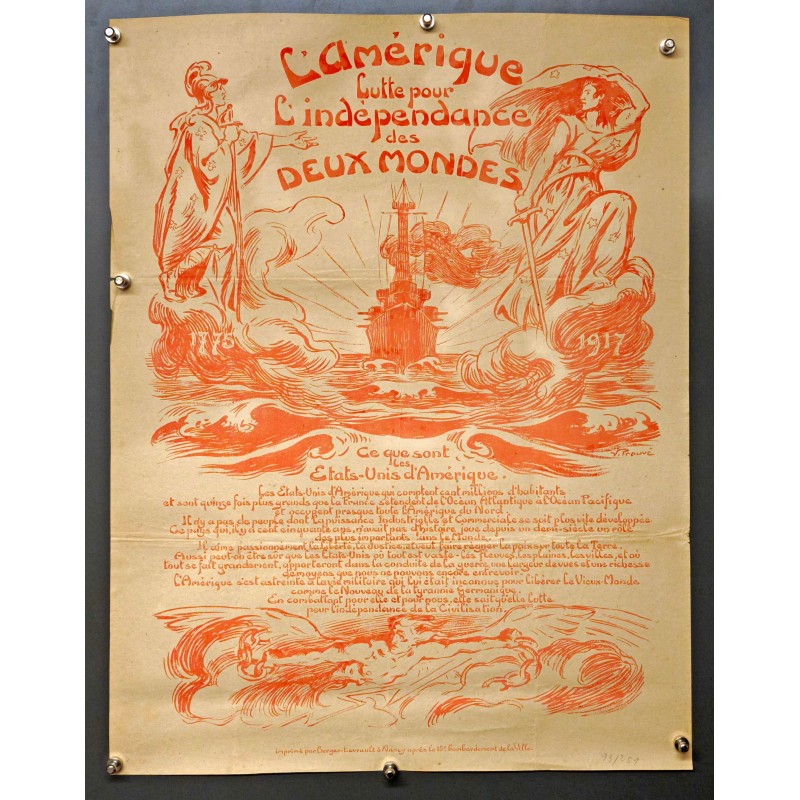 L'Amérique
Lutte pour
L'indépendance
des
DEUX MONDES
1775
1917
V. Prouvé
Ce que sont
les
Etats-Unis d'Amérique.
Les Etats-Unis d'Amérique qui comptent cent millions d'habitants
et sont quinze fois plus grands que la France s'étendent de l'Océan Atlantique à l'Océan Pacifique
Et occupent presque toute l'Amérique du Nord.
Il n'y a pas de peuple dont la puissance Industrielle et Commerciale se soit plus vite développée
Ce pays qui, il y a cent cinquante ans, n'avait pas d'histoire, joue depuis un demi-siècle un rôle
des plus importants dans le Monde.
Il aime passionnément la Liberté, la Justice, et veut faire régner la paix sur toute la Terre.
Aussi peut-on être sûr que les Etats-Unis où tout est vaste - les fleuves, les plaines, les villes, et où
tout se fait grandement, apporteront dans la conduite de la guerre une largeur de vues et une richesse
de moyens que nous ne pouvons encore entrevoir.
L'Amérique s'est astreinte à la vie militaire qui lui était inconnue pour libérer le Vieux-Monde
comme le Nouveau de la tyrannie Germanique.
En combattant pour elle et pour nous, elle sait qu'elle lutte
pour l'indépendance de la Civilisation.
Imprimé par Berger-Levrault à Nancy après le 15e bombardement de la Ville.